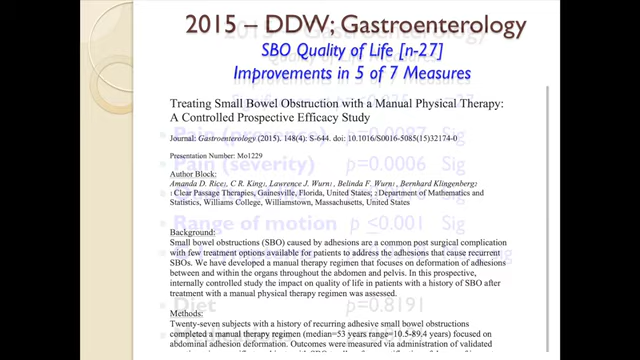 2015 – DDW; Gastroenterology
SBO Quality of Life [n-27]
Improvements in 5 of 7 Measures
Treating Small Bowel Obstruction with a Manual Physical Therapy:
A Controlled Prospective Efficacy Study
Journal: Gastroenterology (2015). 148(4): S-644. doi: 10.1016/S0016-5085(15)32174-0
Presentation Number: Mo1229
Pain (presence) p=0.0087 Sig
Author Block:
Pain (severity) p=0.0006 Sig
Amanda D. Rice1, C R. King1, Lawrence J. Wurn1, Belinda F. Wurn1, Bernhard Klingenberg2
1 Clear Passage Therapies, Gainesville, Florida, United States; 2 Department of Mathematics and
Statistics, Williams College, Williamstown, Massachusetts, United States
Range of motion p <0.001 Sig
Background:
Small bowel obstructions (SBO) caused by adhesions are a common post surgical complication
with few treatment options available for patients to address the adhesions that cause recurrent
SBOs. We have developed a manual therapy regimen that focuses on deformation of adhesions
between and within the organs throughout the abdomen and pelvis. In this prospective,
internally controlled study the impact on quality of life in patients with a history of SBO after
treatment with a manual physical therapy regimen was assessed.
Diet p=0.8191
Methods:
Twenty-seven subjects with a history of recurring adhesive small bowel obstructions
completed a manual therapy regimen (median=53 years range=10.5-89.4 years) focused on
abdominal adhesion deformation. Outcomes were measured via administration of validated